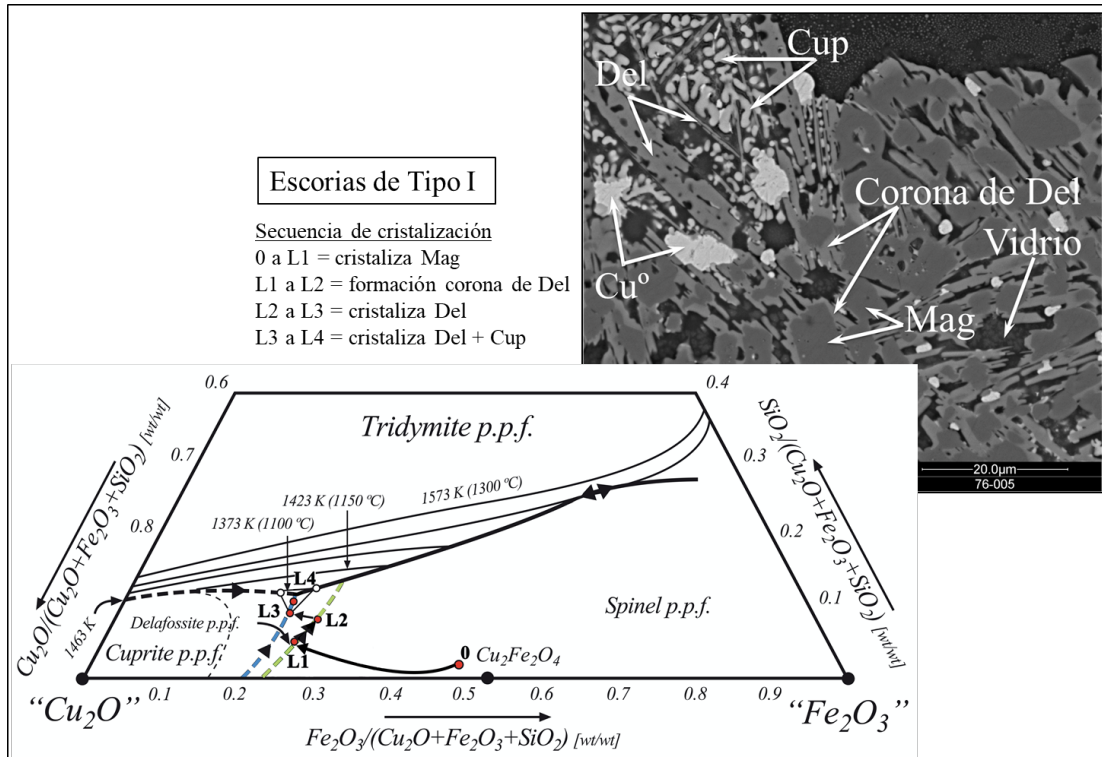 Escorias de Tipo I
Secuencia de cristalización
0 a L1 = cristaliza Mag
L1 a L2 = formación corona de Del
L2 a L3 = cristaliza Del
L3 a L4 = cristaliza Del + Cup
Cup
Del
Corona de Del
Vidrio
Cuº
Mag
20.0µm
76-005
0.6
0.4
Tridymite p.p.f.
0.7
0.3
0.8
0.2
0.1
1573 K (1300 ºC)
1423 K (1150 ºC)
1373 K (1100 ºC)
1463 K
Cu2O/(Cu2O+Fe2O3+SiO2) [wt/wt]
SiO2/(Cu2O+Fe2O3+SiO2) [wt/wt]
L4
L3
L2
L1
Delafossite p.p.f.
Cuprite p.p.f.
Spinel p.p.f.
0 Cu2Fe2O4
0.1 0.2 0.3 0.4 0.5 0.6 0.7 0.8 0.9
“Cu2O”
“Fe2O3”
Fe2O3/(Cu2O+Fe2O3+SiO2) [wt/wt]